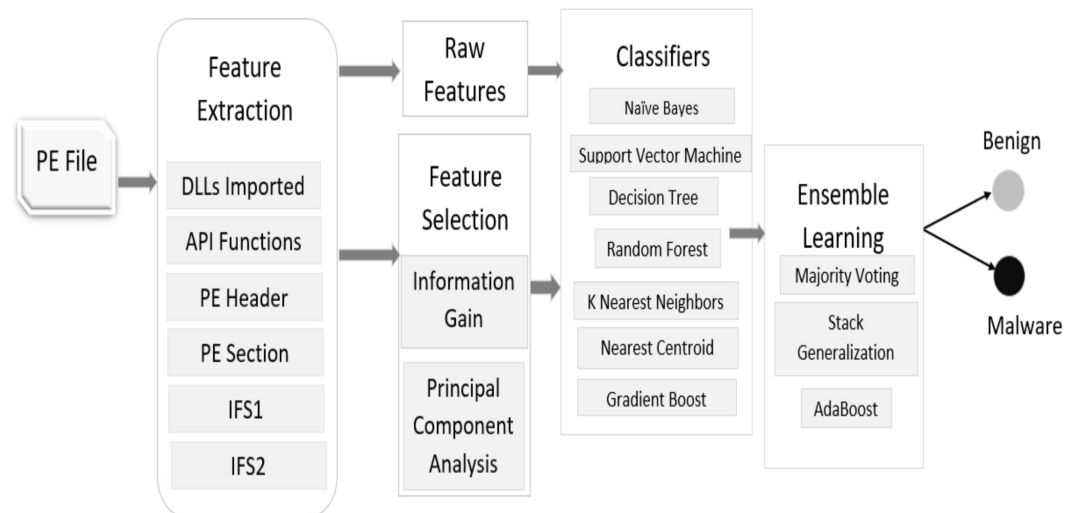 PE File
Feature
Extraction
DLLs Imported
API Functions
PE Header
PE Section
IFS1
IFS2
Raw
Features
Feature
Selection
Information
Gain
Principal
Component
Analysis
Classifiers
Naïve Bayes
Support Vector Machine
Decision Tree
Random Forest
K Nearest Neighbors
Nearest Centroid
Gradient Boost
Ensemble
Learning
Majority Voting
Stack
Generalization
AdaBoost
Benign
Malware